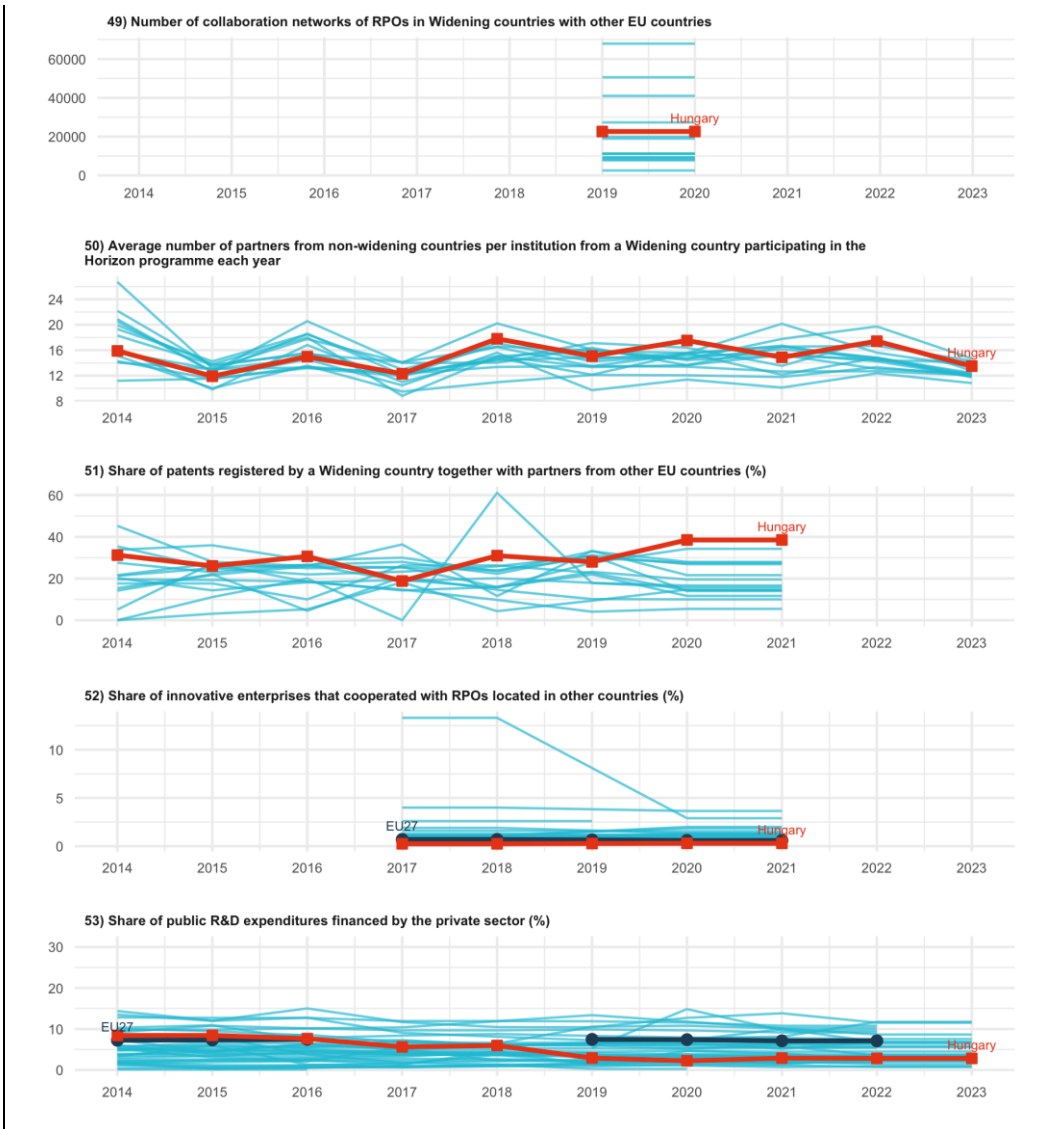 49) Number of collaboration networks of RPOs in Widening countries with other EU countries
60000
40000
20000
0
Hungary
2014 2015 2016 2017 2018 2019 2020 2021 2022 2023
50) Average number of partners from non-widening countries per institution from a Widening country participating in the
Horizon programme each year
24
20
16
12
8
Hungary
2014 2015 2016 2017 2018 2019 2020 2021 2022 2023
51) Share of patents registered by a Widening country together with partners from other EU countries (%)
60
40
20
0
Hungary
2014 2015 2016 2017 2018 2019 2020 2021 2022 2023
52) Share of innovative enterprises that cooperated with RPOs located in other countries (%)
10
5
0
EU27
Hungary
2014 2015 2016 2017 2018 2019 2020 2021 2022 2023
53) Share of public R&D expenditures financed by the private sector (%)
30
20
10
0
EU27
Hungary
2014 2015 2016 2017 2018 2019 2020 2021 2022 2023